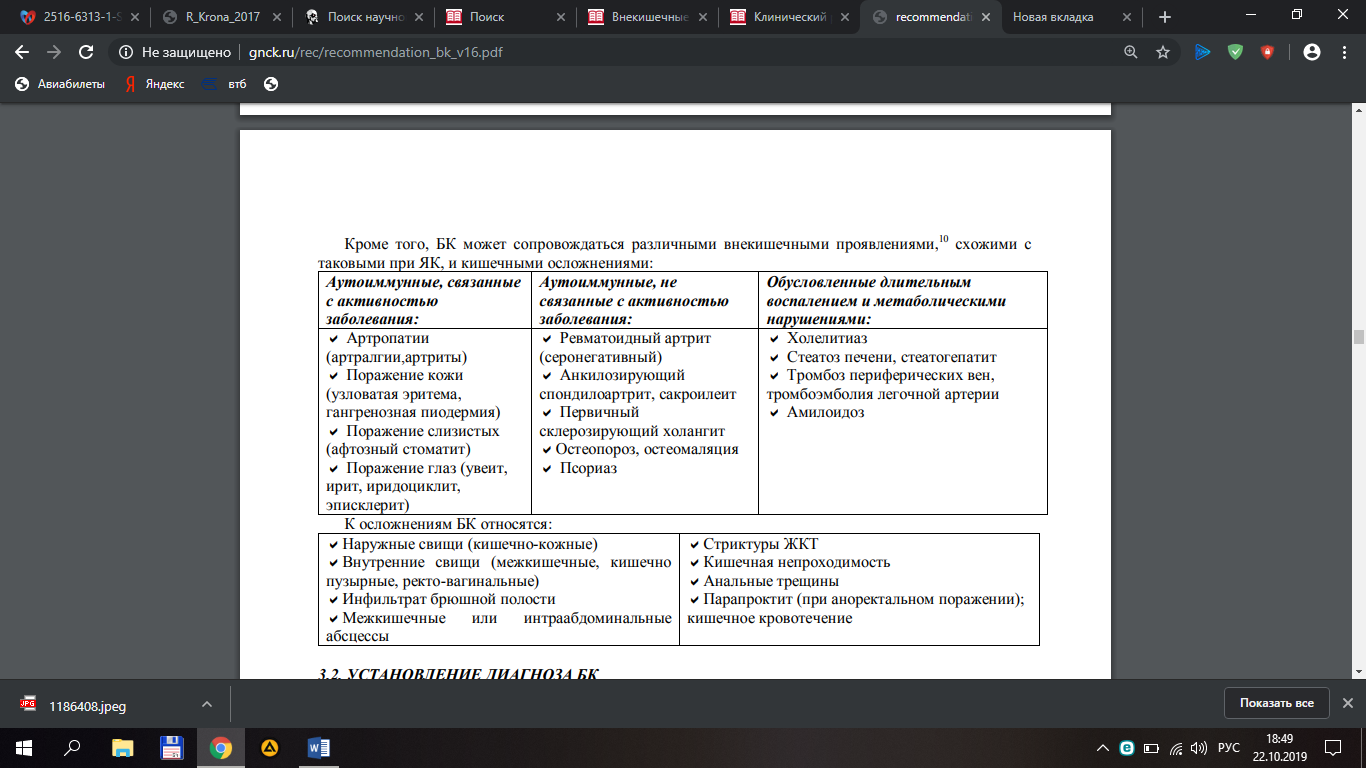 2516-6313-1-S
R_Krona_2017
Поиск научно
Поиск
Внекишечные
Клинический
recommendati
Новая вкладка
Не защищено | gnck.ru/rec/recommendation_bk_v16.pdf
Авиабилеты
Яндекс
втб
Кроме того, БК может сопровождаться различными внекишечными проявлениями,10 схожими с
таковыми при ЯК, и кишечными осложнениями:
Аутоиммунные, связанные
с активностью
заболевания:
Аутоиммунные, не
связанные с активностью
заболевания:
Обусловленные длительным
воспалением и метаболическими
нарушениями:
✓ Артропатии
(артралгии,артриты)
✓ Поражение кожи
(узловатая эритема,
гангренозная пиодермия)
✓ Поражение слизистых
(афтозный стоматит)
✓ Поражение глаз (увеит,
ирит, иридоциклит,
эписклерит)
✓ Ревматоидный артрит
(серонегативный)
✓ Анкилозирующий
спондилоартрит, сакроилеит
✓ Первичный
склерозирующий холангит
✓ Остеопороз, остеомаляция
✓ Псориаз
✓ Холелитиаз
✓ Стеатоз печени, стеатогепатит
✓ Тромбоз периферических вен,
тромбоэмболия легочной артерии
✓ Амилоидоз
К осложнениям БК относятся:
✓ Наружные свищи (кишечно-кожные)
✓ Внутренние свищи (межкишечные, кишечно
пузырные, ректо-вагинальные)
✓ Инфильтрат брюшной полости
✓ Межкишечные или интраабдоминальные
абсцессы
✓ Стриктуры ЖКТ
✓ Кишечная непроходимость
✓ Анальные трещины
✓ Парапроктит (при аноректальном поражении);
кишечное кровотечение
3.2. УСТАНОВЛЕНИЕ ДИАГНОЗА БК
JPG
1186408.jpeg
Показать все
РУС
18:49
22.10.2019